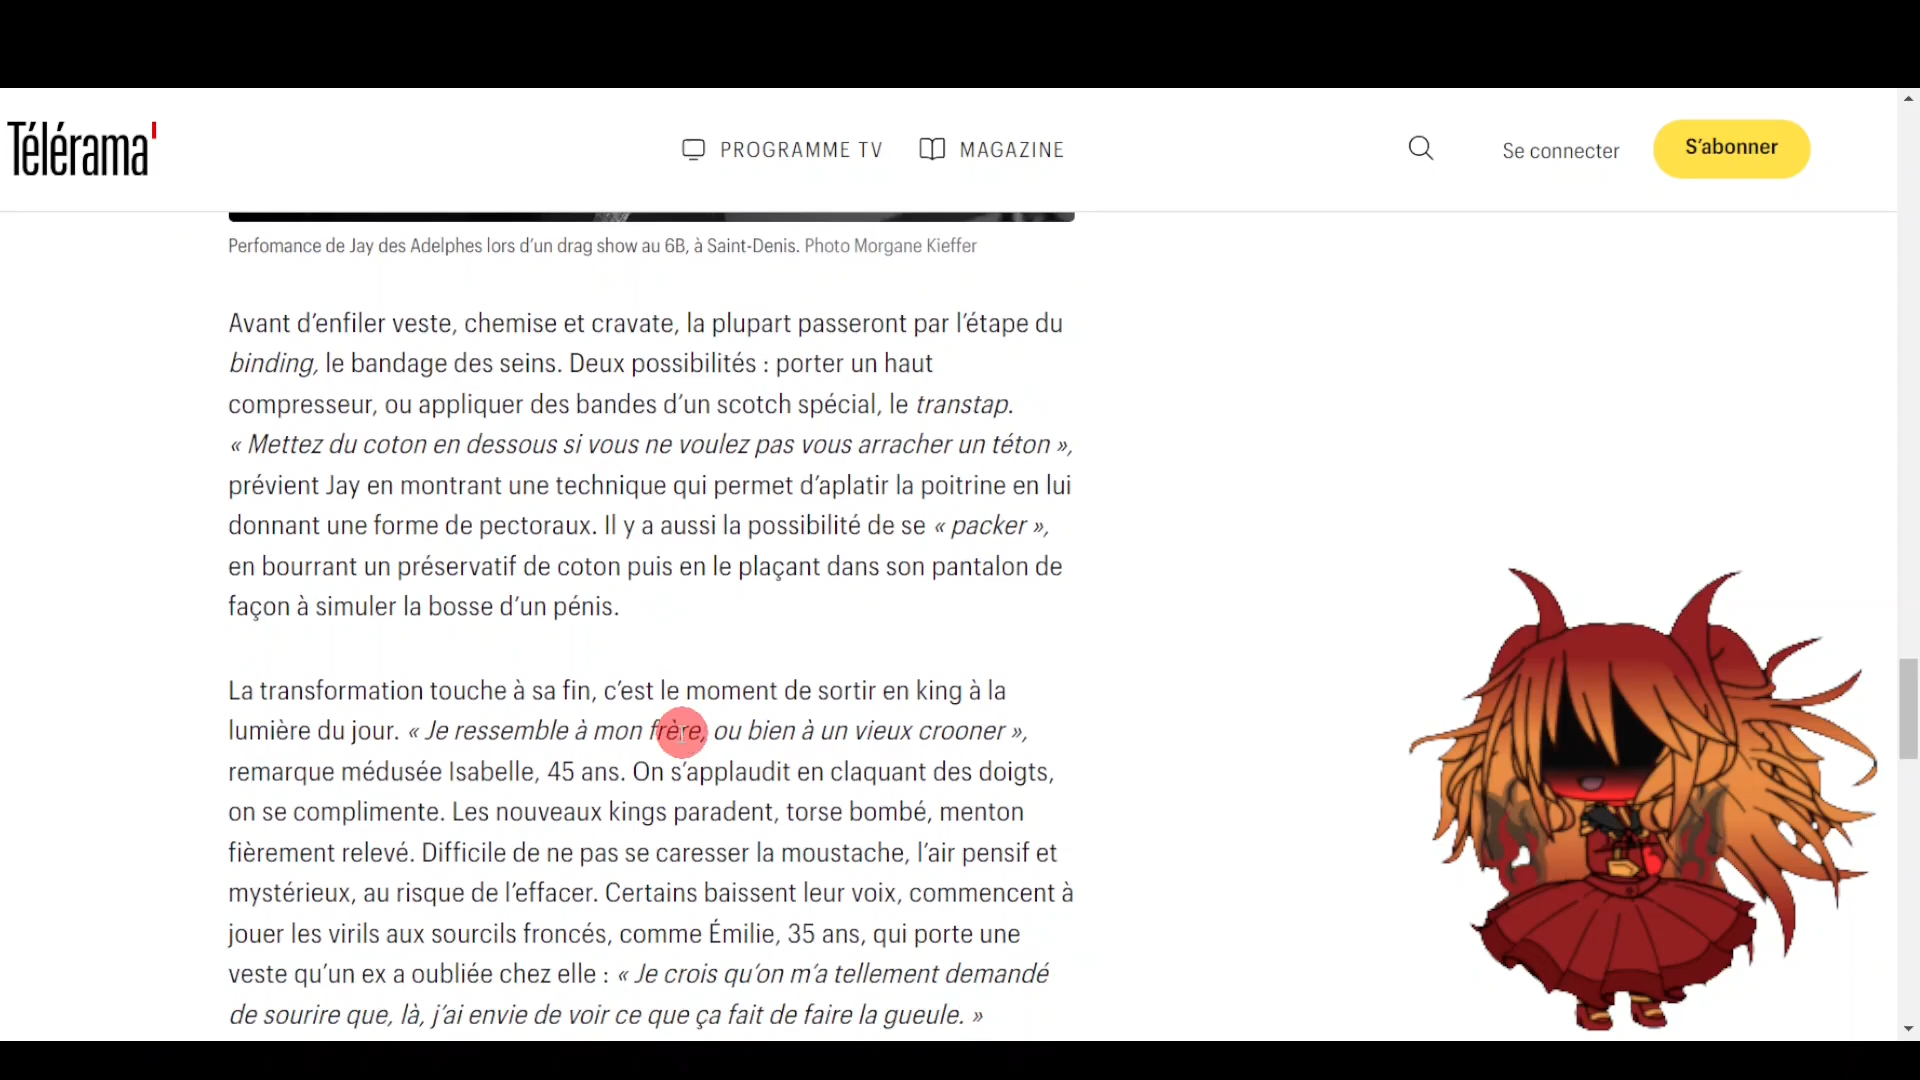 Télérama'
PROGRAMME TV
MAGAZINE
Se connecter
S’abonner
Perfomance de Jay des Adelphes lors d’un drag show au 6B, à Saint-Denis. Photo Morgane Kieffer
Avant d’enfiler veste, chemise et cravate, la plupart passeront par l’étape du
binding, le bandage des seins. Deux possibilités : porter un haut
compresseur, ou appliquer des bandes d’un scotch spécial, le transtap.
« Mettez du coton en dessous si vous ne voulez pas vous arracher un téton »,
prévient Jay en montrant une technique qui permet d’aplatir la poitrine en lui
donnant une forme de pectoraux. Il y a aussi la possibilité de se « packer »,
en bourrant un préservatif de coton puis en le plaçant dans son pantalon de
façon à simuler la bosse d’un pénis.
La transformation touche à sa fin, c’est le moment de sortir en king à la
lumière du jour. « Je ressemble à mon frère, ou bien à un vieux crooner »,
remarque médusée Isabelle, 45 ans. On s’applaudit en claquant des doigts,
on se complimente. Les nouveaux kings paradent, torse bombé, menton
fièrement relevé. Difficile de ne pas se caresser la moustache, l’air pensif et
mystérieux, au risque de l’effacer. Certains baissent leur voix, commencent à
jouer les virils aux sourcils froncés, comme Émilie, 35 ans, qui porte une
veste qu’un ex a oubliée chez elle : « Je crois qu’on m’a tellement demandé
de sourire que, là, j’ai envie de voir ce que ça fait de faire la gueule. »